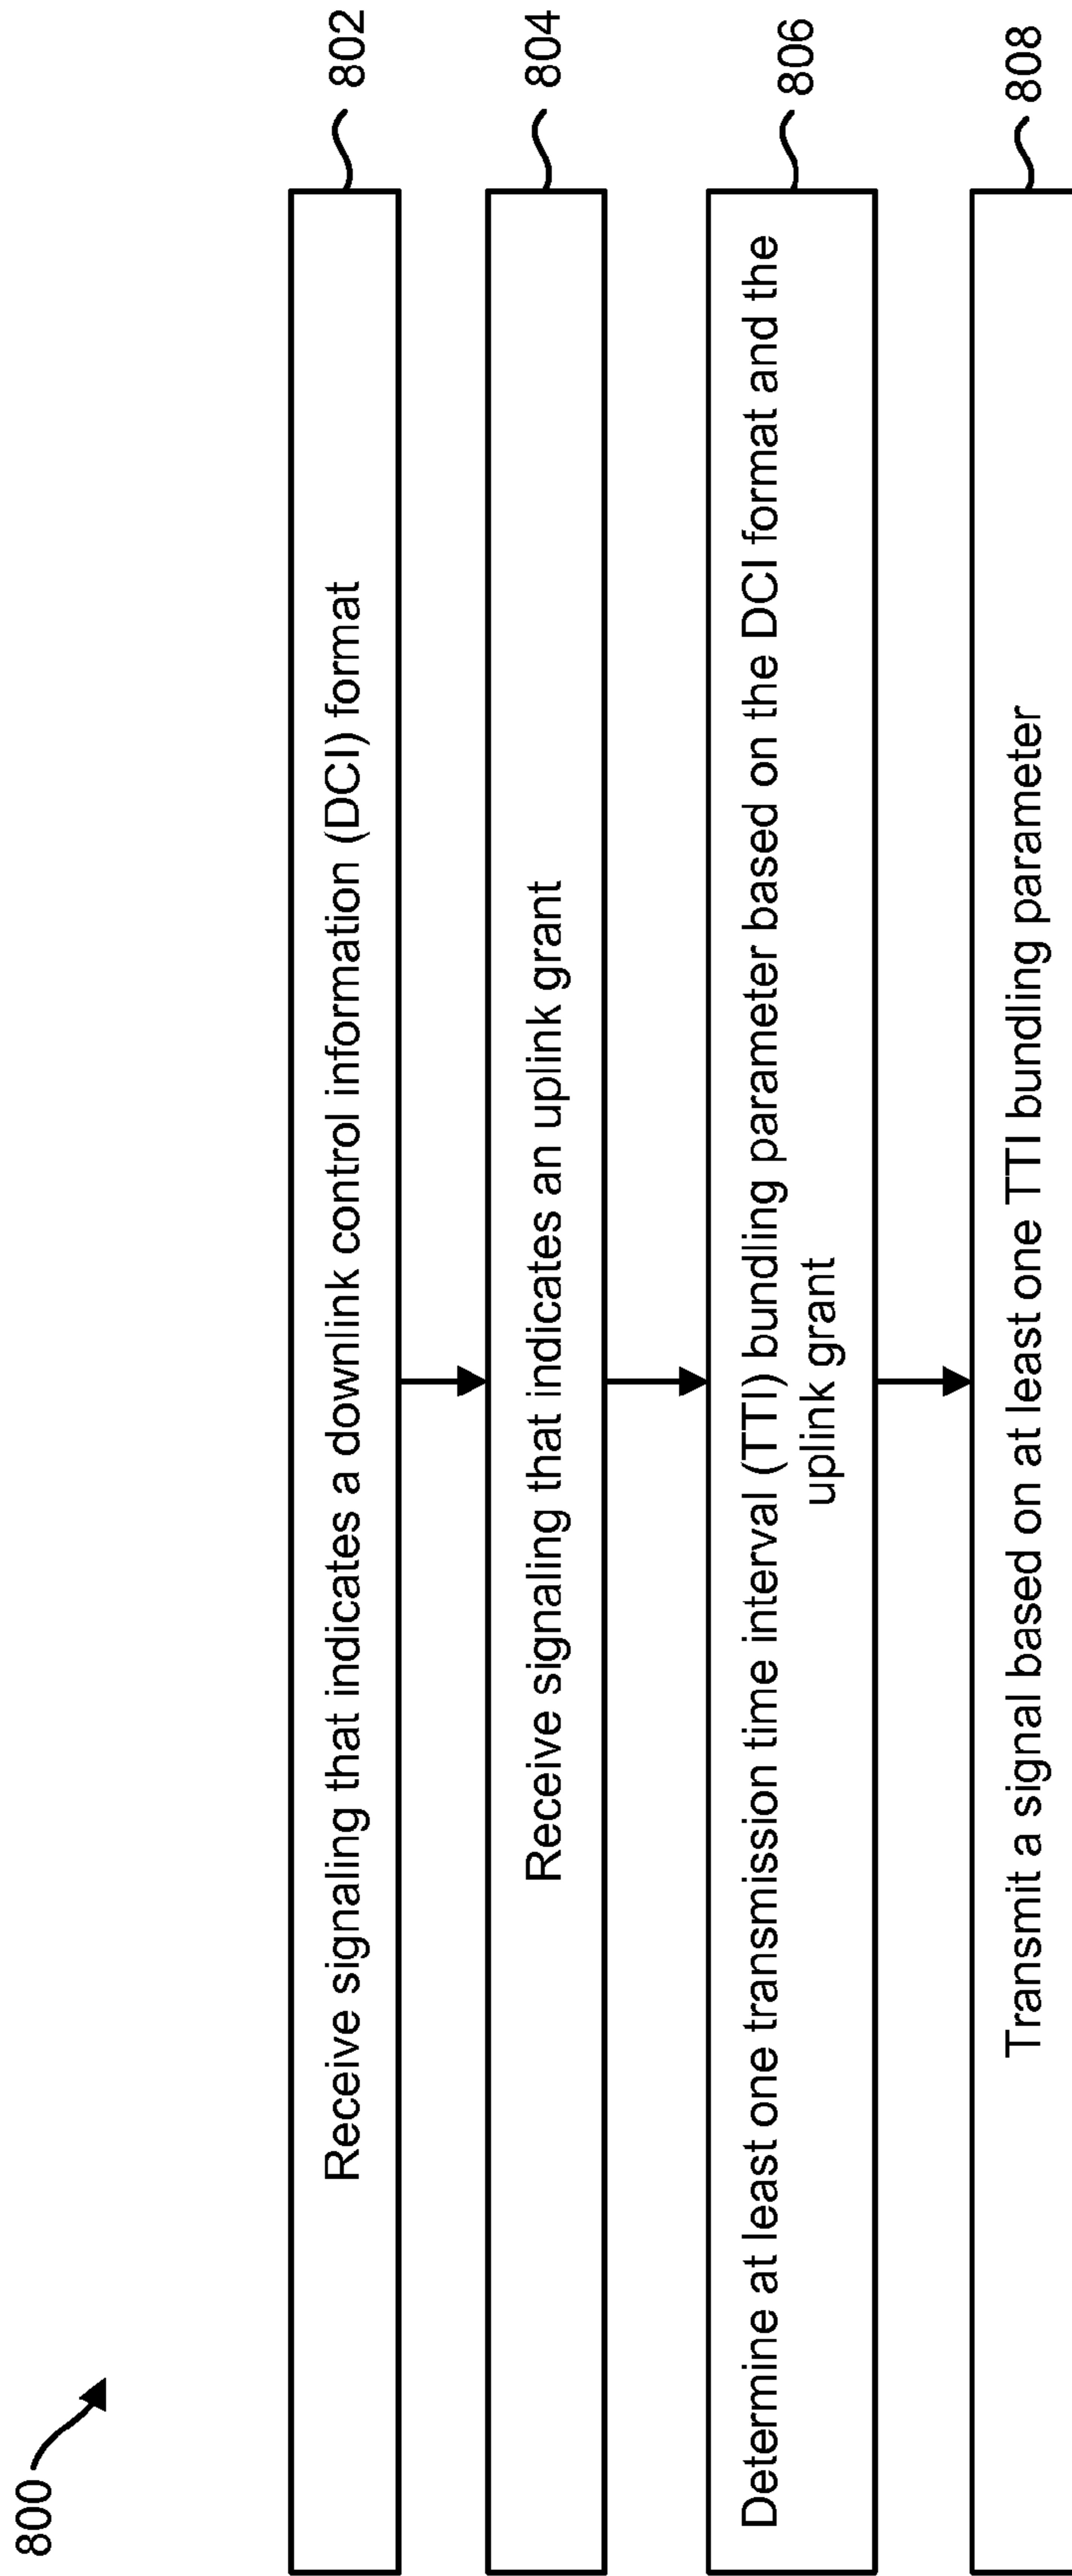 800
Receive signaling that indicates a downlink control information (DCI) format
802
Receive signaling that indicates an uplink grant
804
Determine at least one transmission time interval (TTI) bundling parameter based on the DCI format and the
uplink grant
806
Transmit a signal based on at least one TTI bundling parameter
808